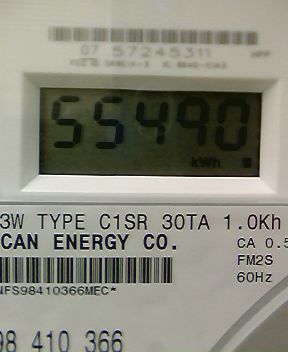 07 57245311
55490
kWh
3W TYPE C1SR 30TA 1.0Kh
CAN ENERGY CO.
CA 0.5
FM2S
60Hz
NFS98410366MEC*
98 410 366